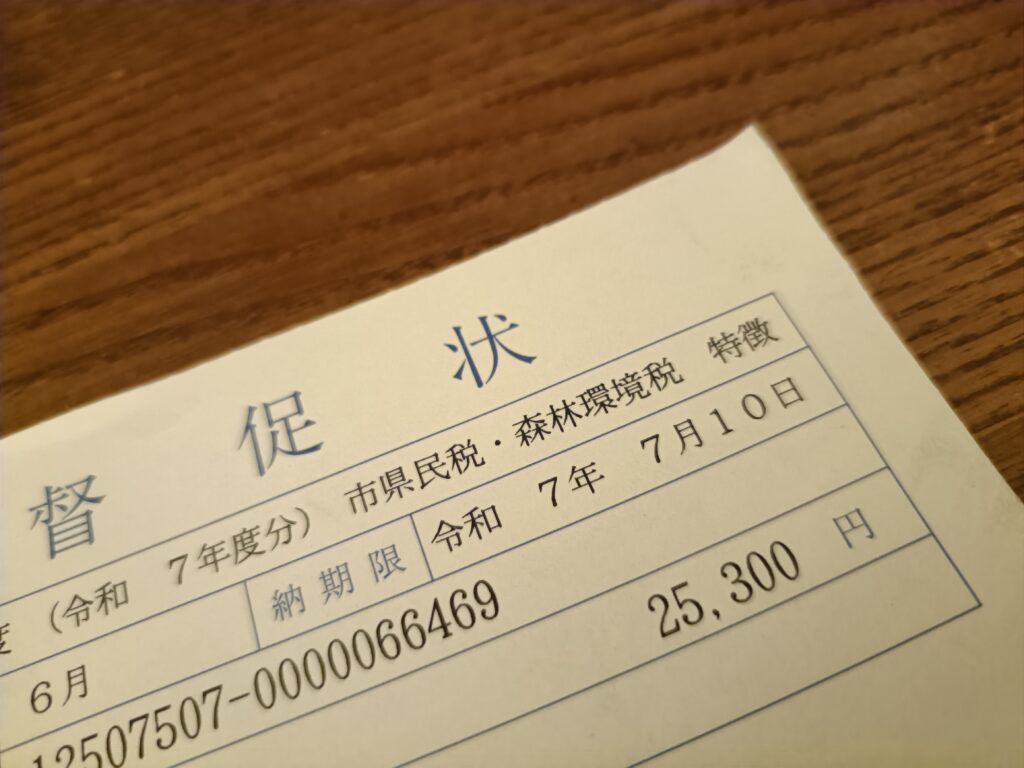 督促状
度（令和　７年度分）　市県民税・森林環境税　特徴
６月　納期限　令和　７年　７月１０日
12507507-0000066469　25,300　円